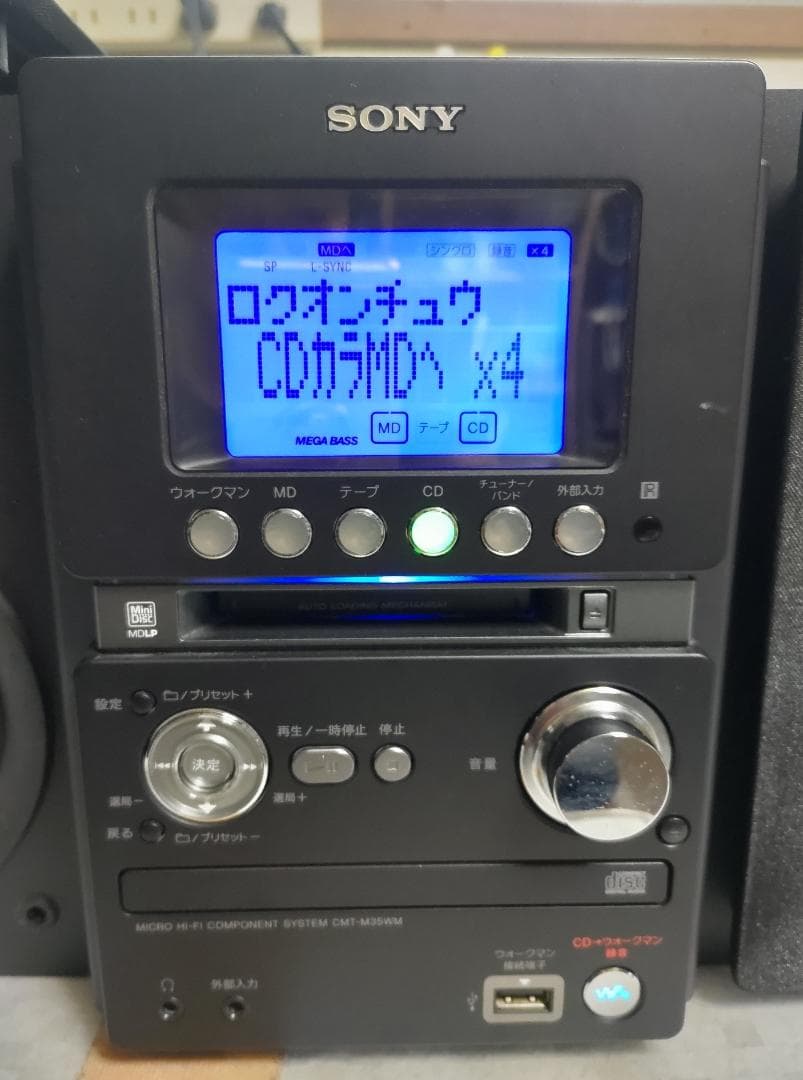 SONY
MDへ シンクロ 録音 ×4
SP L-SYNC
ロクオンチュウ
CDカラMDヘ x4
MEGA BASS MD テープ CD
ウォークマン MD テープ CD チューナー/バンド 外部入力 R
AUTO LOADING MECHANISM
Mini Disc
MDLP
設定 /プリセット +
再生/一時停止 停止
決定
音量
選局− 選局+
戻る /プリセット−
disc
MICRO HI-FI COMPONENT SYSTEM CMT-M35WM
CD→ウォークマン
録音
ウォークマン
接続端子
外部入力